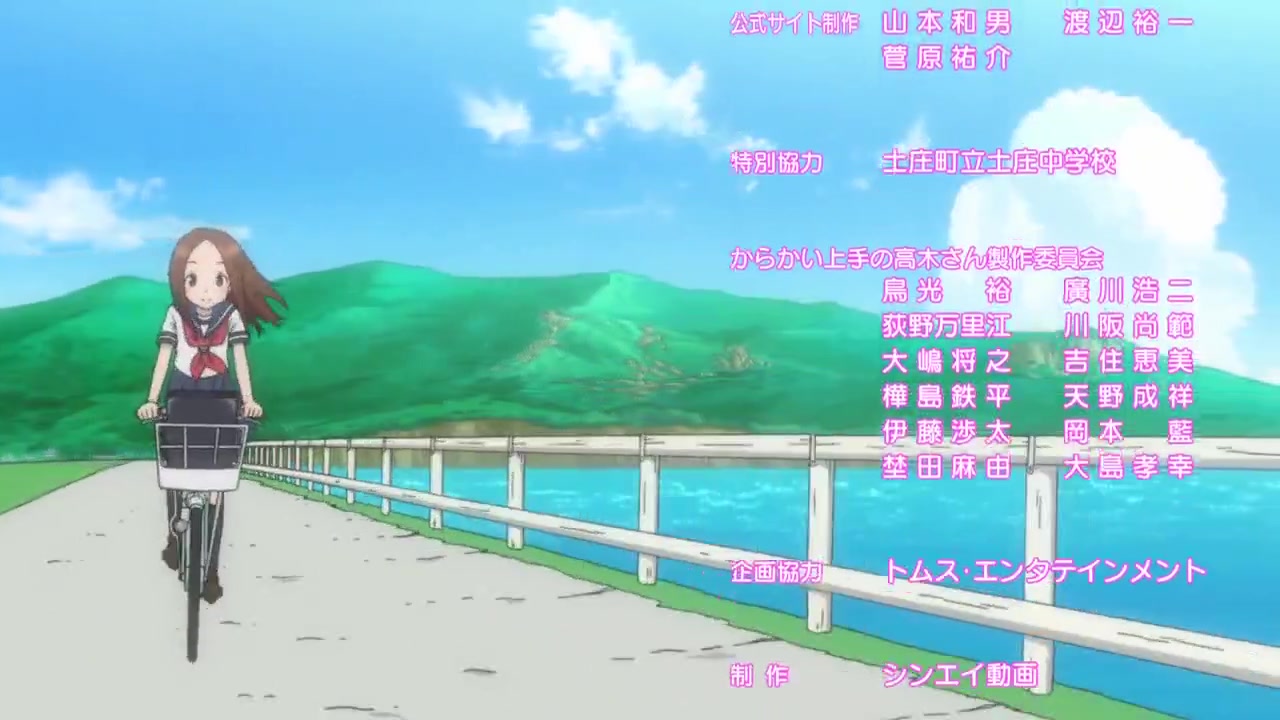 公式サイト制作 山本和男 渡辺裕一
菅原祐介
特別協力 土庄町立土庄中学校
からかい上手の高木さん製作委員会
鳥光 裕 廣川浩二
荻野万里江 川阪尚範
大嶋将之 吉住恵美
樺島鉄平 天野成祥
伊藤渉太 岡本 藍
埜田麻由 大島孝幸
企画協力 トムス・エンタテインメント
制作 シンエイ動画